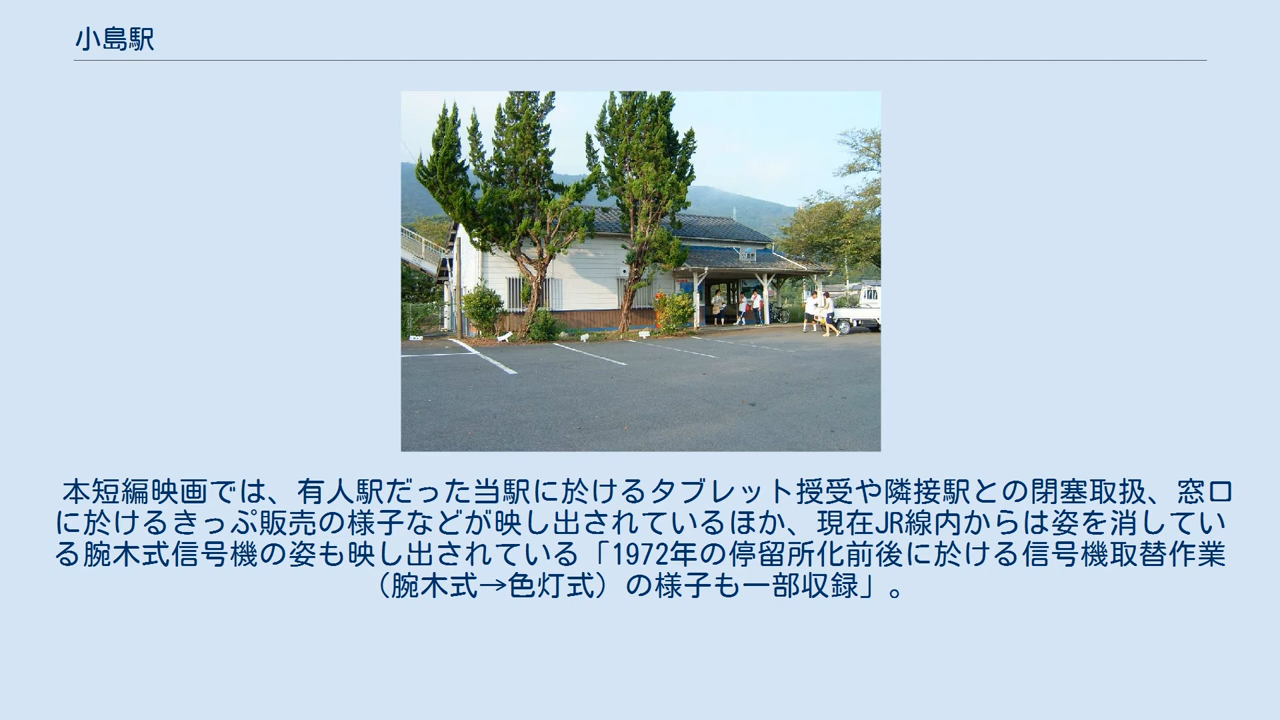 小島駅
本短編映画では、有人駅だった当駅に於けるタブレット授受や隣接駅との閉塞取扱、窓口
に於けるきっぷ販売の様子などが映し出されているほか、現在JR線内からは姿を消してい
る腕木式信号機の姿も映し出されている「1972年の停留所化前後に於ける信号機取替作業
（腕木式→色灯式）の様子も一部収録」。